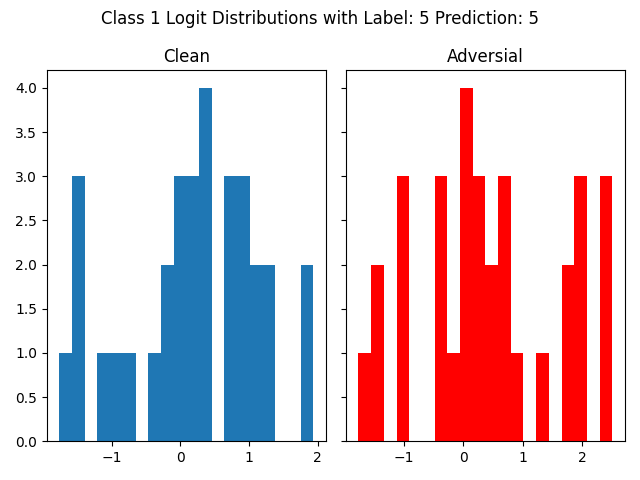 Class 1 Logit Distributions with Label: 5 Prediction: 5
Clean
Adversial
4.0
3.5
3.0
2.5
2.0
1.5
1.0
0.5
0.0
−1 0 1 2
−1 0 1 2